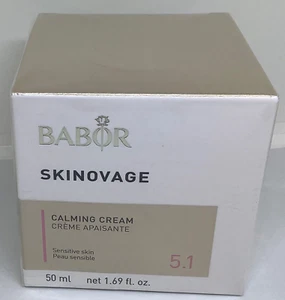 BABOR
SKINOVAGE
CALMING CREAM
CRÈME APAISANTE
Sensitive skin
Peau sensible
5.1
50 ml net 1.69 fl. oz.